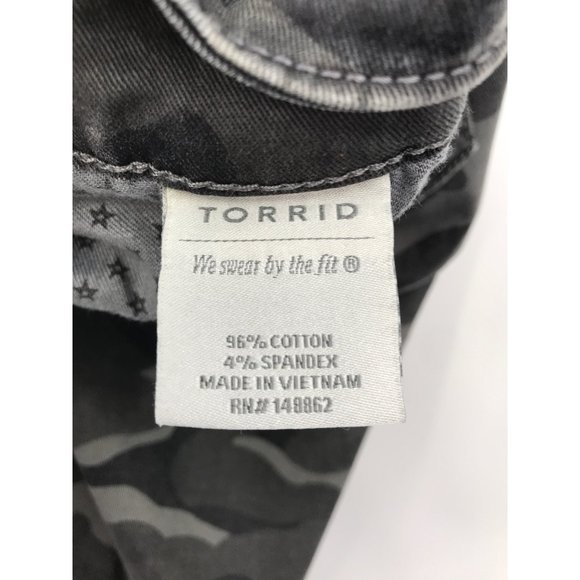 TORRID
We swear by the fit ®
96% COTTON
4% SPANDEX
MADE IN VIETNAM
RN# 148862